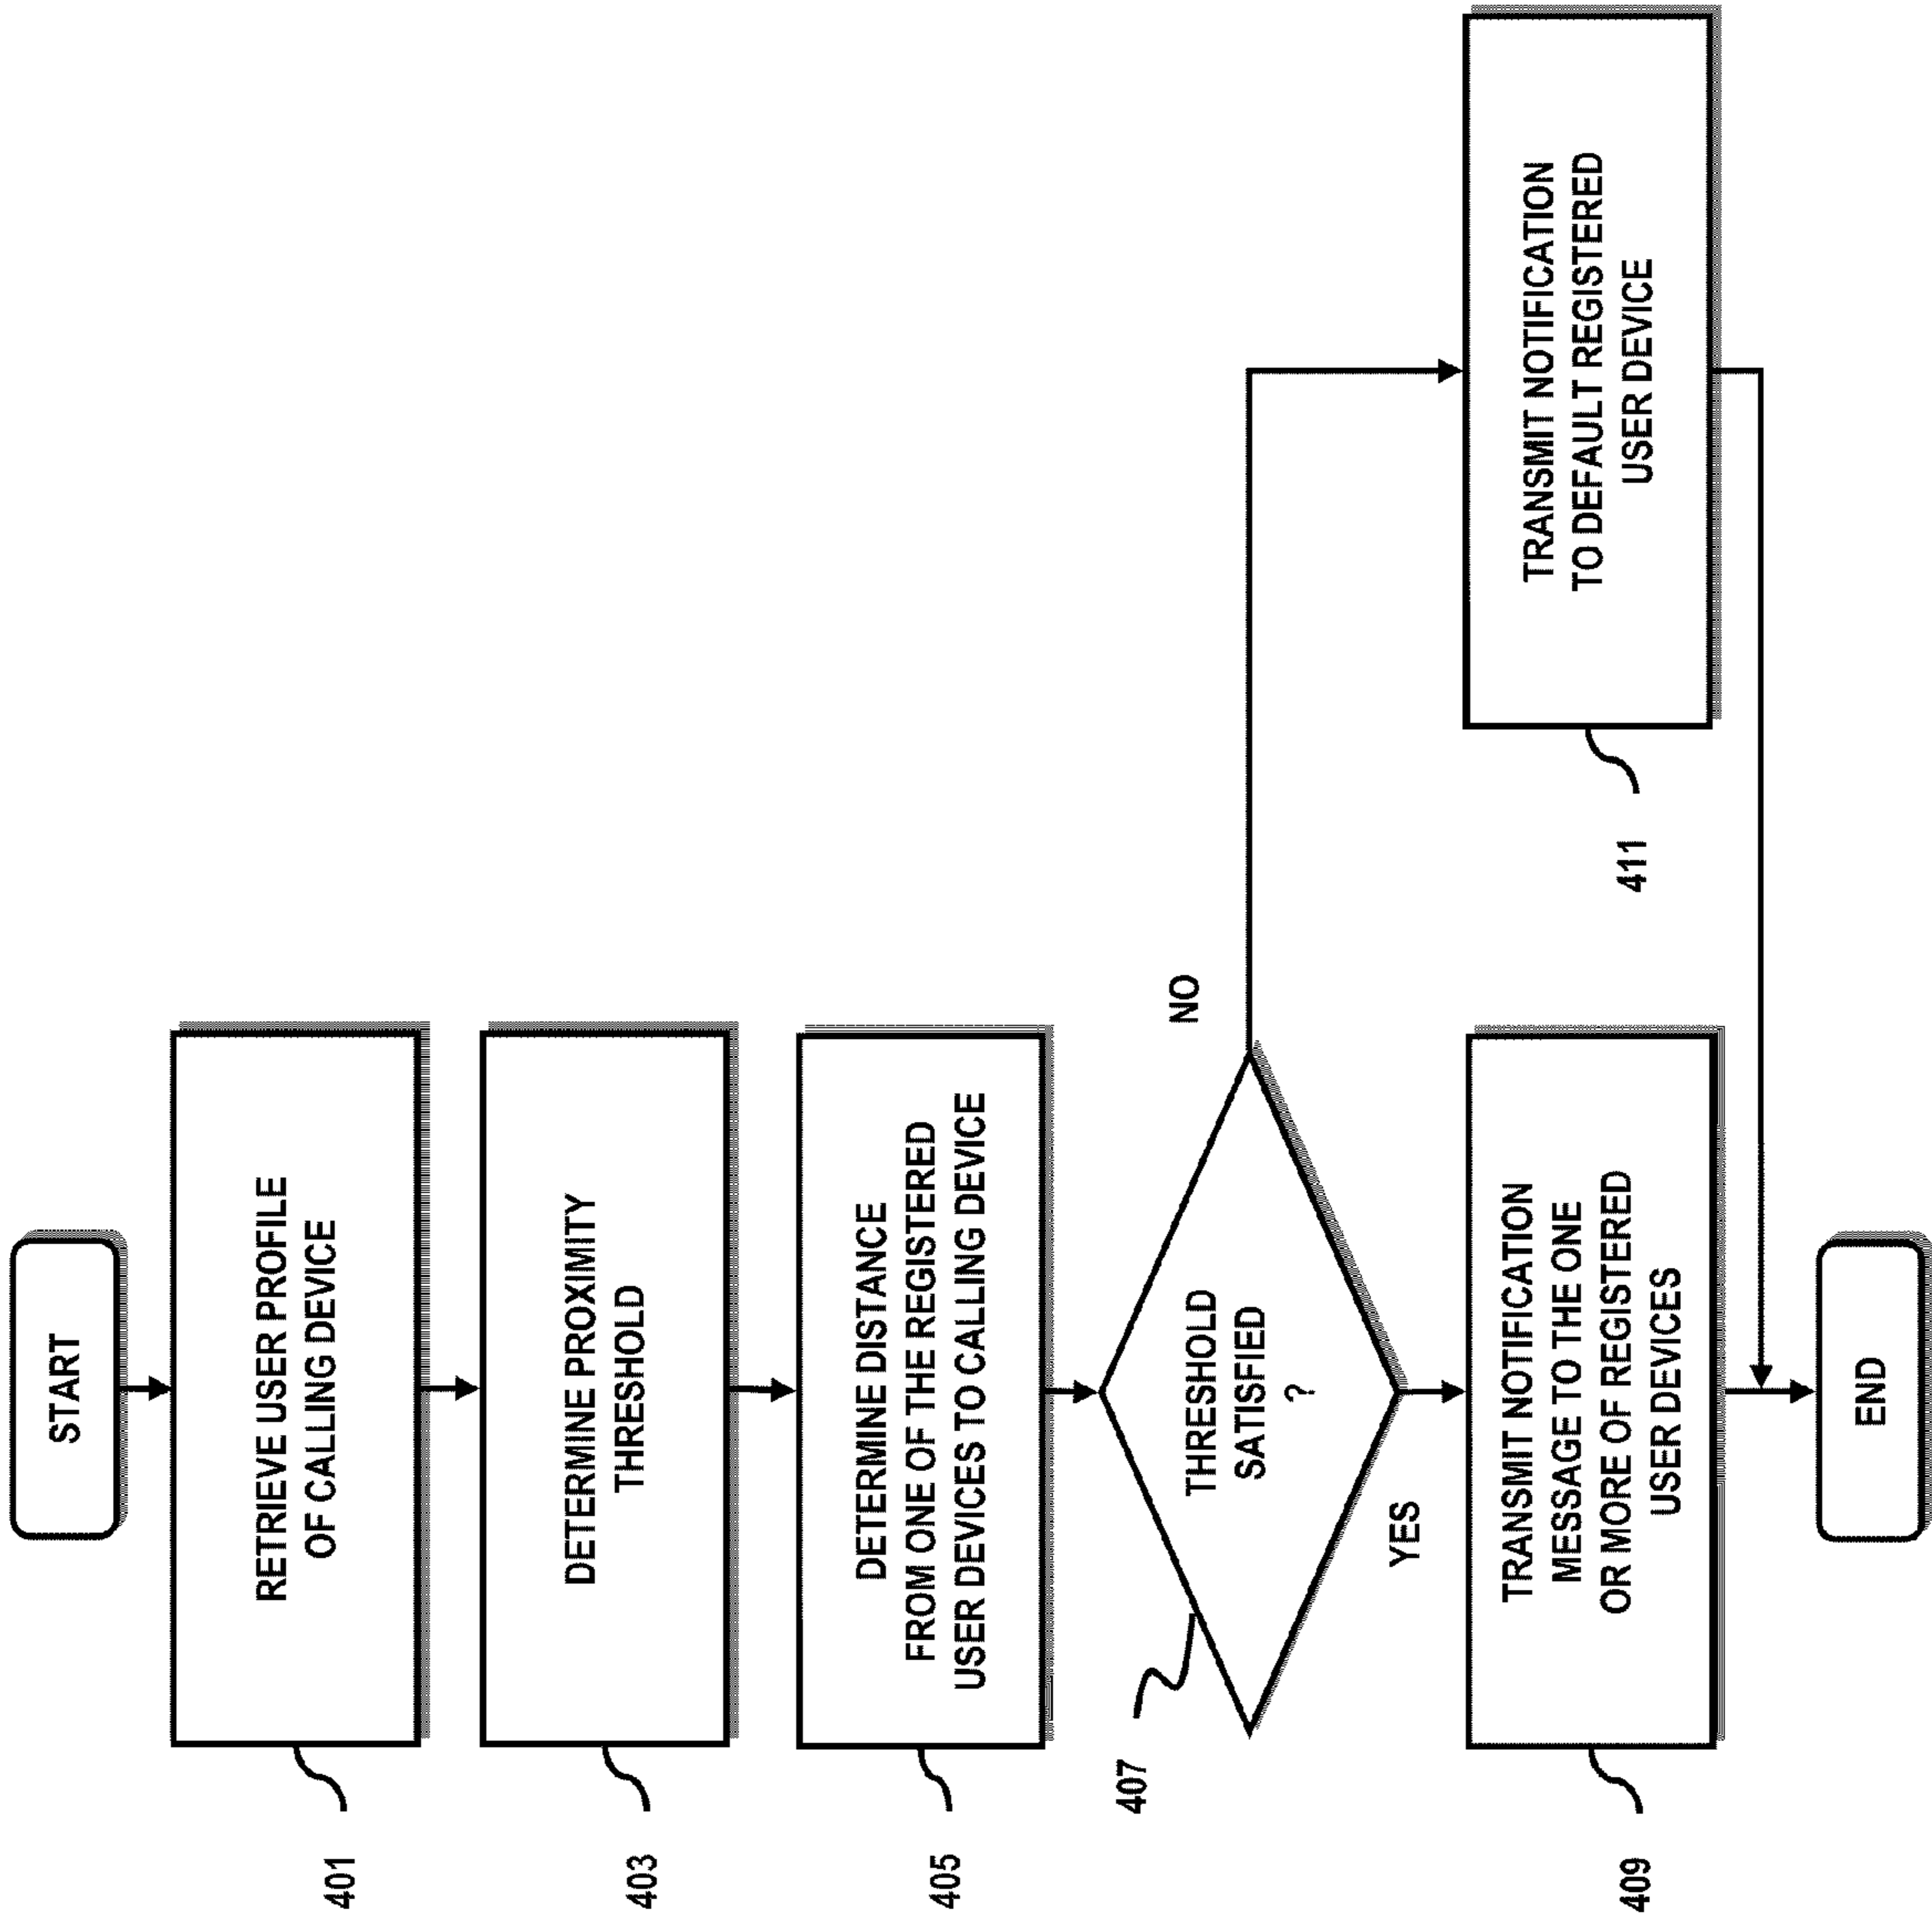 START
RETRIEVE USER PROFILE
OF CALLING DEVICE
401
DETERMINE PROXIMITY
THRESHOLD
403
DETERMINE DISTANCE
FROM ONE OF THE REGISTERED
USER DEVICES TO CALLING DEVICE
405
THRESHOLD
SATISFIED
?
407
NO
YES
TRANSMIT NOTIFICATION
MESSAGE TO THE ONE
OR MORE OF REGISTERED
USER DEVICES
409
TRANSMIT NOTIFICATION
TO DEFAULT REGISTERED
USER DEVICE
411
END